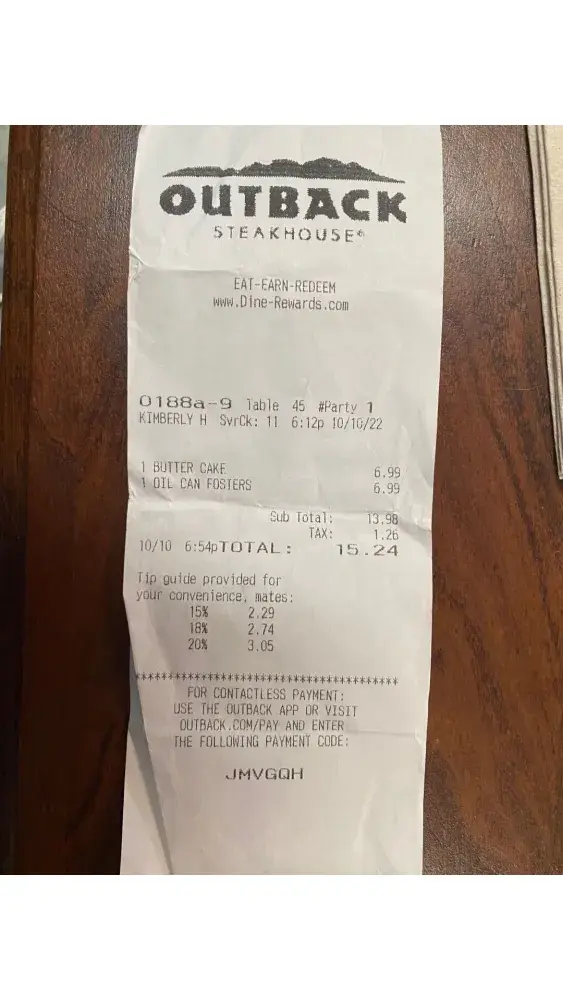 OUTBACK
STEAKHOUSE®
EAT-EARN-REDEEM
www.Dine-Rewards.com
0188a-9 Table 45 #Party 1
KIMBERLY H SvrCk: 11 6:12p 10/10/22
1 BUTTER CAKE 6.99
1 OIL CAN FOSTERS 6.99
Sub Total: 13.98
TAX: 1.26
10/10 6:54pTOTAL: 15.24
Tip guide provided for
your convenience, mates:
15% 2.29
18% 2.74
20% 3.05
****************************************
FOR CONTACTLESS PAYMENT:
USE THE OUTBACK APP OR VISIT
OUTBACK.COM/PAY AND ENTER
THE FOLLOWING PAYMENT CODE:
JMVGQH